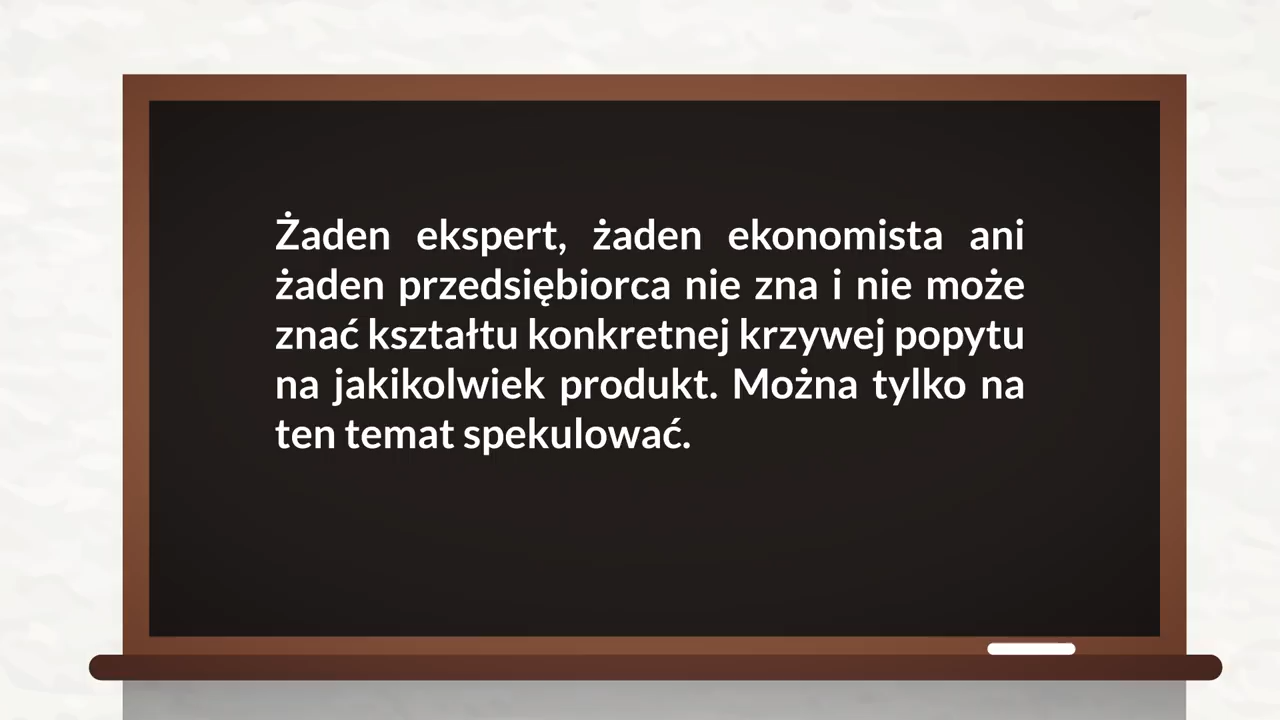 Żaden ekspert, żaden ekonomista ani
żaden przedsiębiorca nie zna i nie może
znać kształtu konkretnej krzywej popytu
na jakikolwiek produkt. Można tylko na
ten temat spekulować.